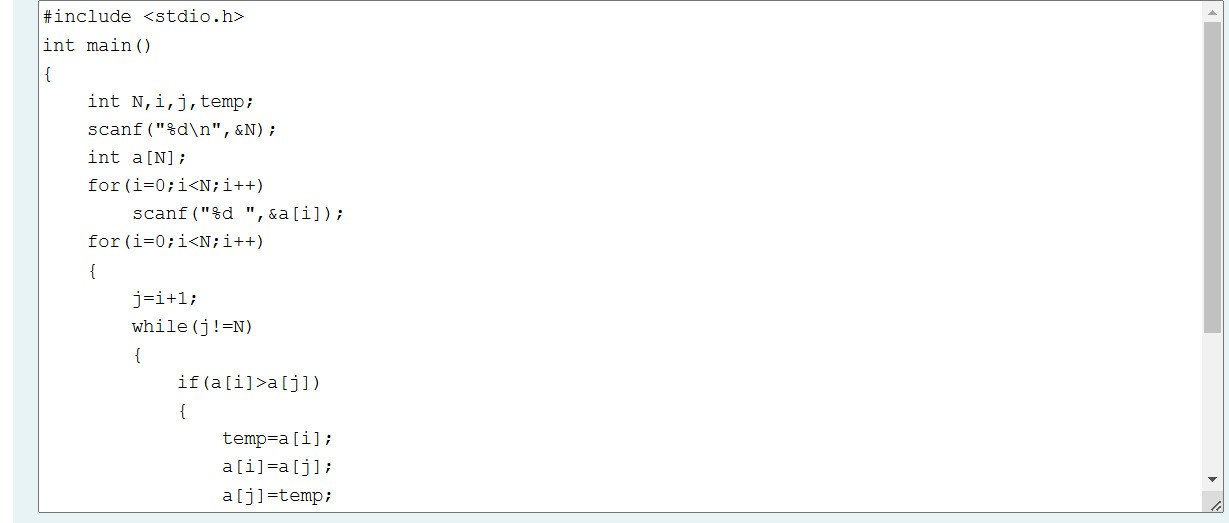 #include <stdio.h>
int main()
{
    int N,i,j,temp;
    scanf("%d\n",&N);
    int a[N];
    for(i=0;i<N;i++)
        scanf("%d ",&a[i]);
    for(i=0;i<N;i++)
    {
        j=i+1;
        while(j!=N)
        {
            if(a[i]>a[j])
            {
                temp=a[i];
                a[i]=a[j];
                a[j]=temp;